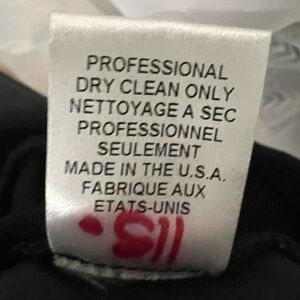 PROFESSIONAL
DRY CLEAN ONLY
NETTOYAGE A SEC
PROFESSIONNEL
SEULEMENT
MADE IN THE U.S.A.
FABRIQUE AUX
ETATS-UNIS